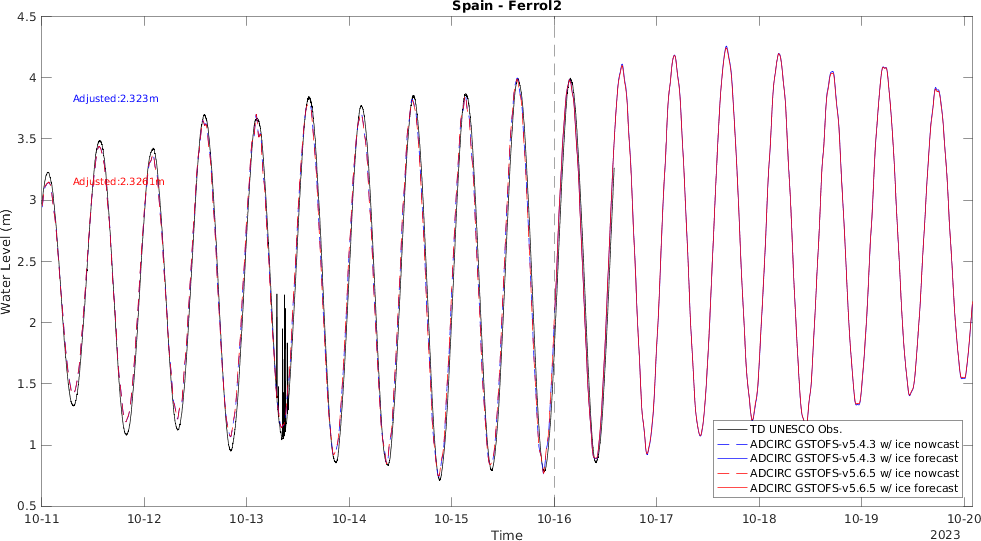 Spain - Ferrol2
4.5
4
3.5
3
2.5
2
1.5
1
0.5
Water Level (m)
Adjusted:2.323m
Adjusted:2.3261m
TD UNESCO Obs.
ADCIRC GSTOFS-v5.4.3 w/ ice nowcast
ADCIRC GSTOFS-v5.4.3 w/ ice forecast
ADCIRC GSTOFS-v5.6.5 w/ ice nowcast
ADCIRC GSTOFS-v5.6.5 w/ ice forecast
10-11 10-12 10-13 10-14 10-15 10-16 10-17 10-18 10-19 10-20
Time
2023